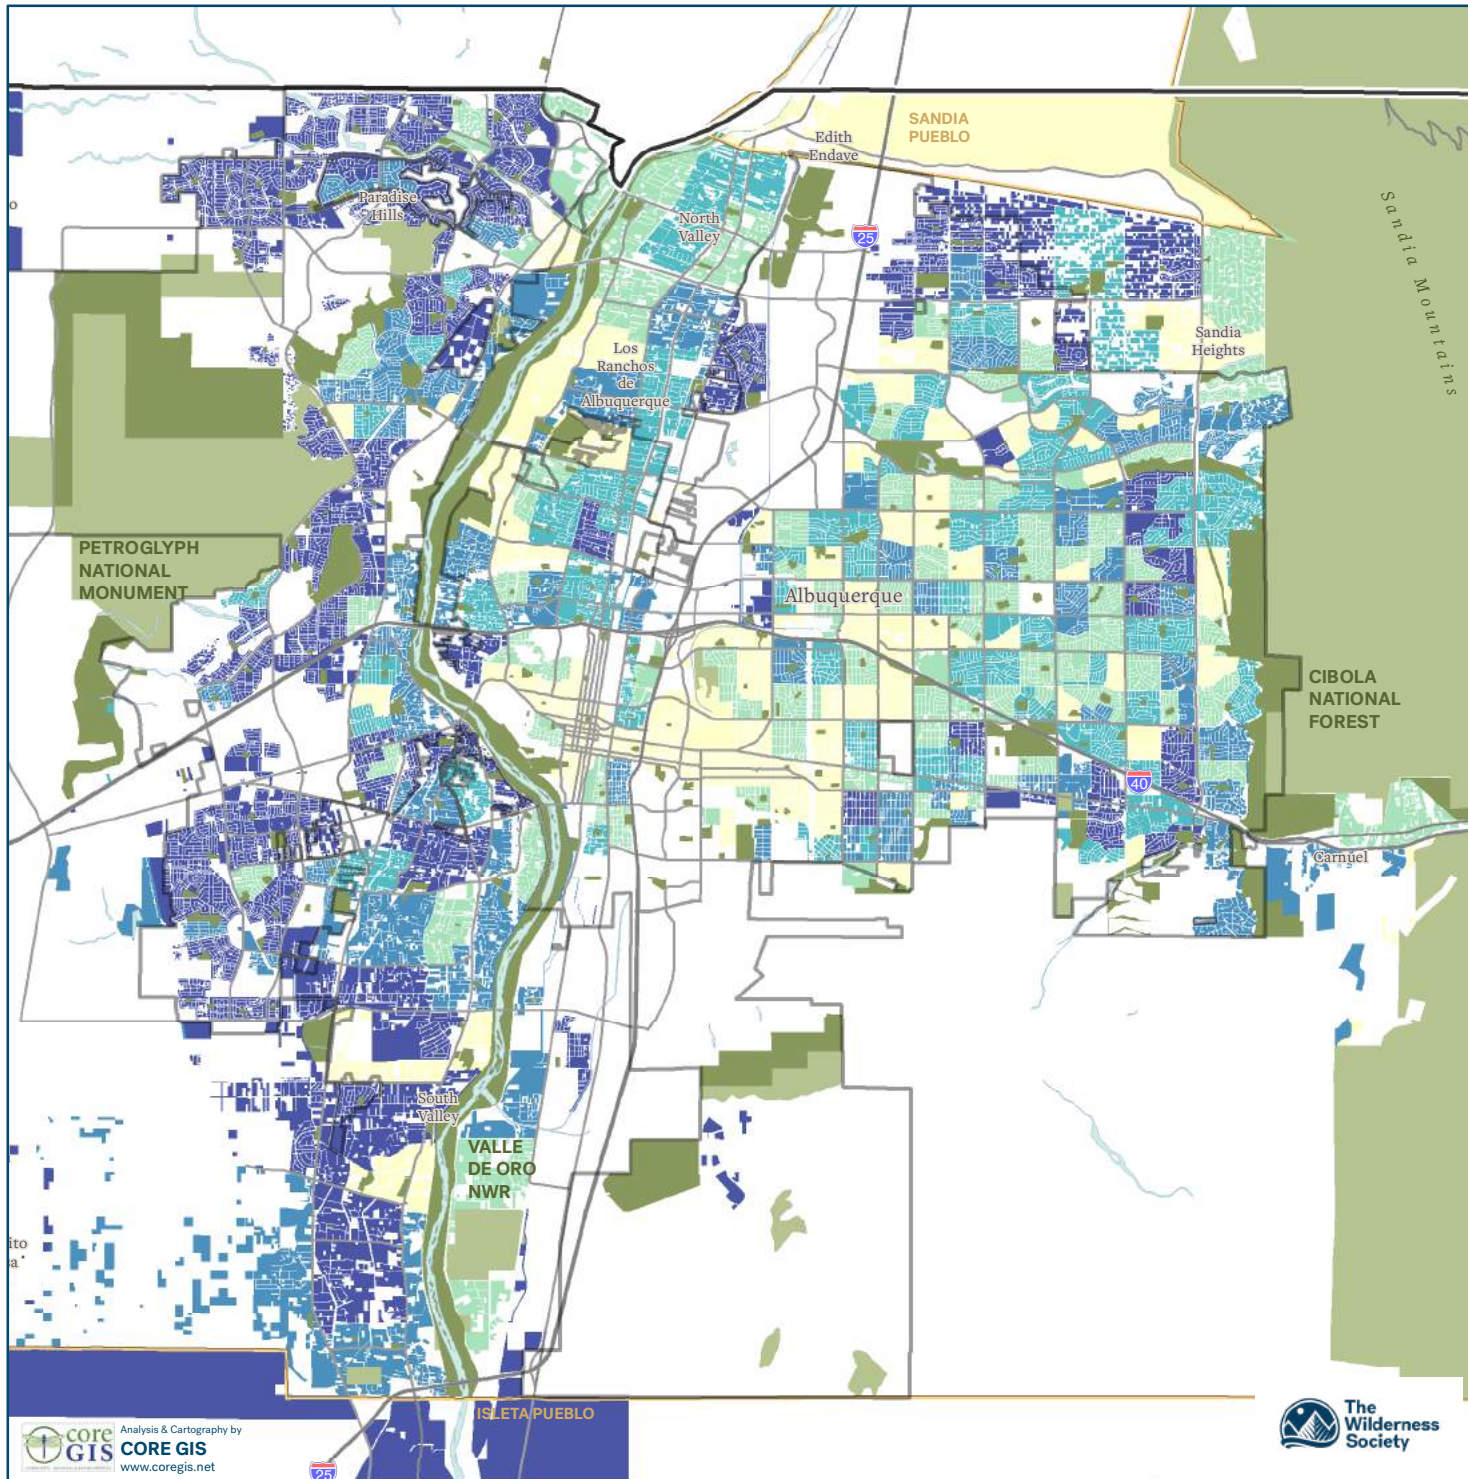 SANDIA
PUEBLO
Edith
Endave
Paradise
Hills
North
Valley
25
Sandia Mountains
Sandia
Heights
Los
Ranchos
de
Albuquerque
PETROGLYPH
NATIONAL
MONUMENT
Albuquerque
CIBOLA
NATIONAL
FOREST
40
Carnuel
South
Valley
VALLE
DE ORO
NWR
ito
a
ISLETA PUEBLO
core
GIS
Analysis & Cartography by
CORE GIS
www.coregis.net
25
The
Wilderness
Society